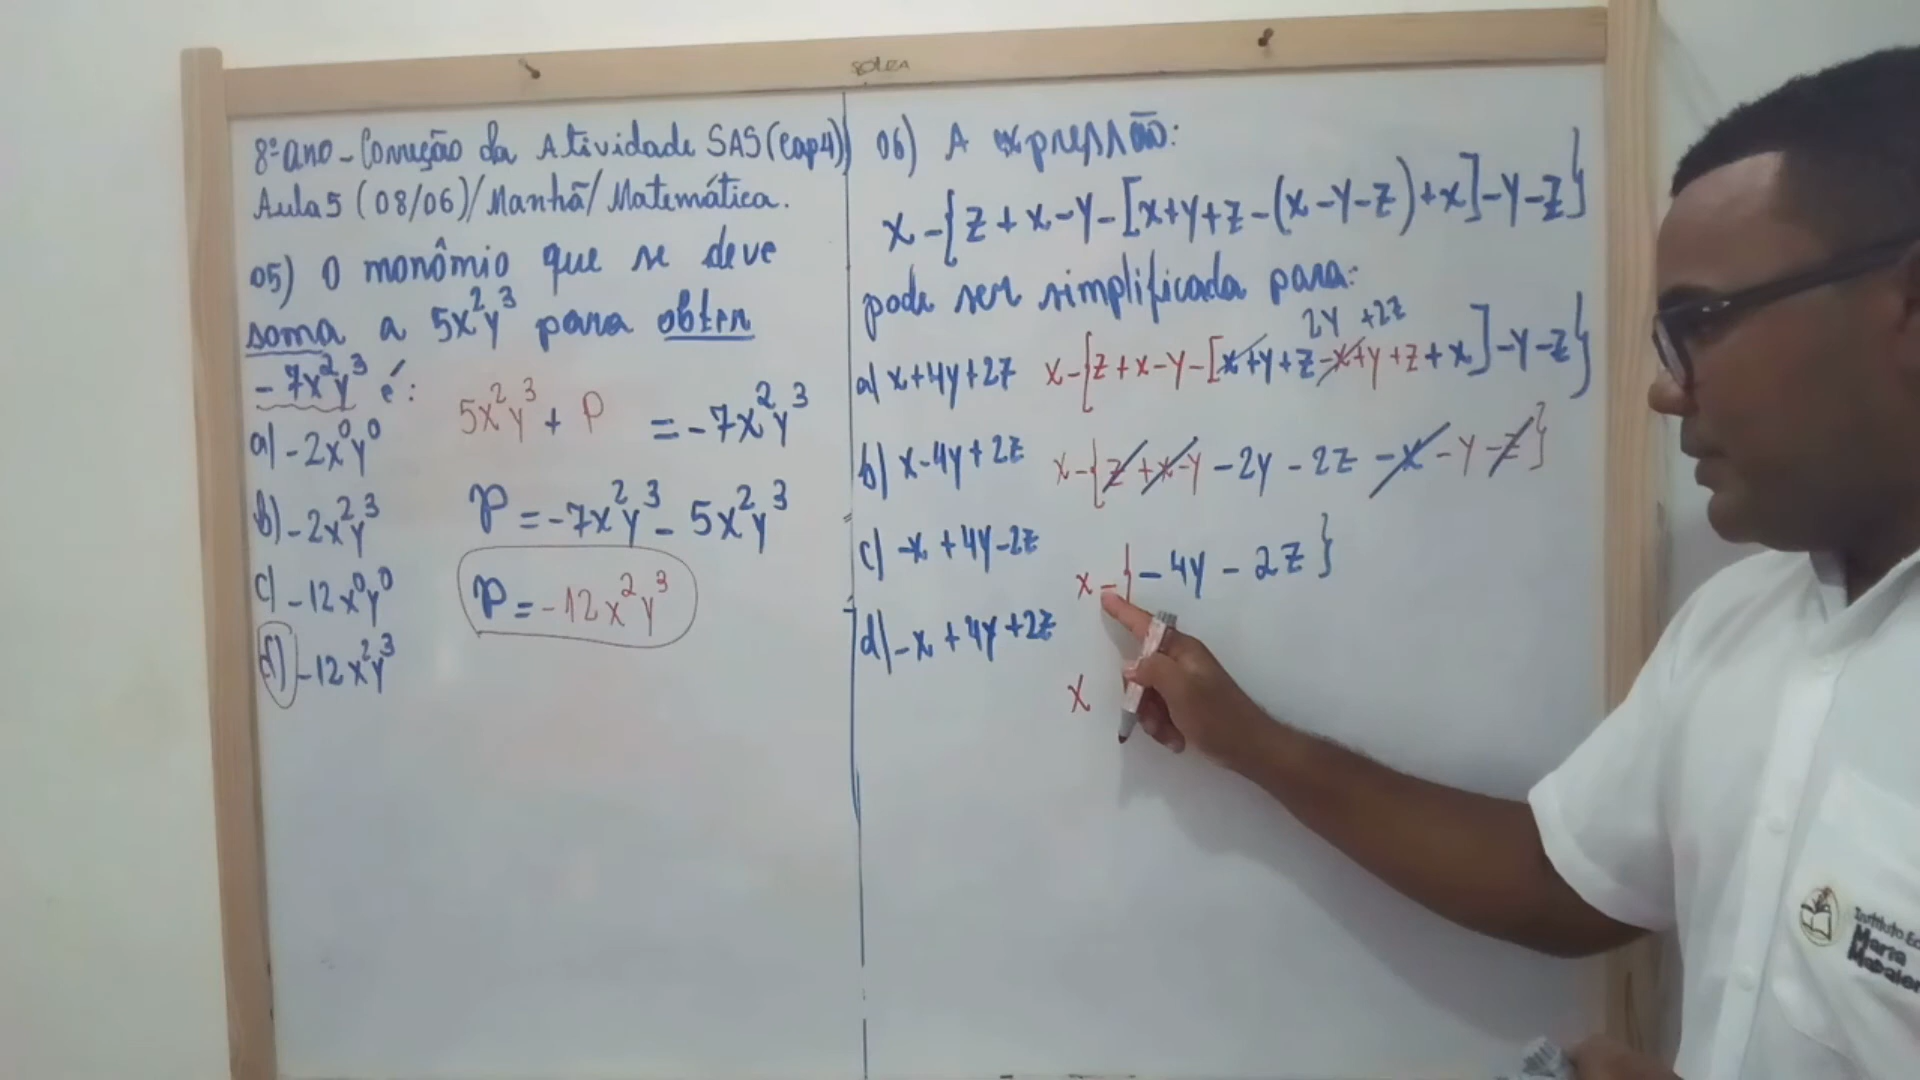 8º ano - Correção da Atividade SAS (Cap4)
Aula 5 (08/06) / Manhã / Matemática.
05) O monômio que se deve
soma a 5x²y³ para obter
-7x²y³ é:
5x²y³ + P = -7x²y³
a) -2x⁰y⁰
P = -7x²y³ - 5x²y³
b) -2x²y³
c) -12x⁰y⁰
P = -12x²y³
d) -12x²y³
06) A expressão:
x-{z+x-y-[x+y+z-(x-y-z)+x]-y-z}
pode ser simplificada para:
2y +2z
a) x+4y+2z
x-{z+x-y-[x+y+z-x+y+z+x]-y-z}
b) x-4y+2z
x-{z+x-y-2y-2z-x-y-z}
c) -x+4y-2z
x-{-4y-2z}
d) -x+4y+2z
x
Maria